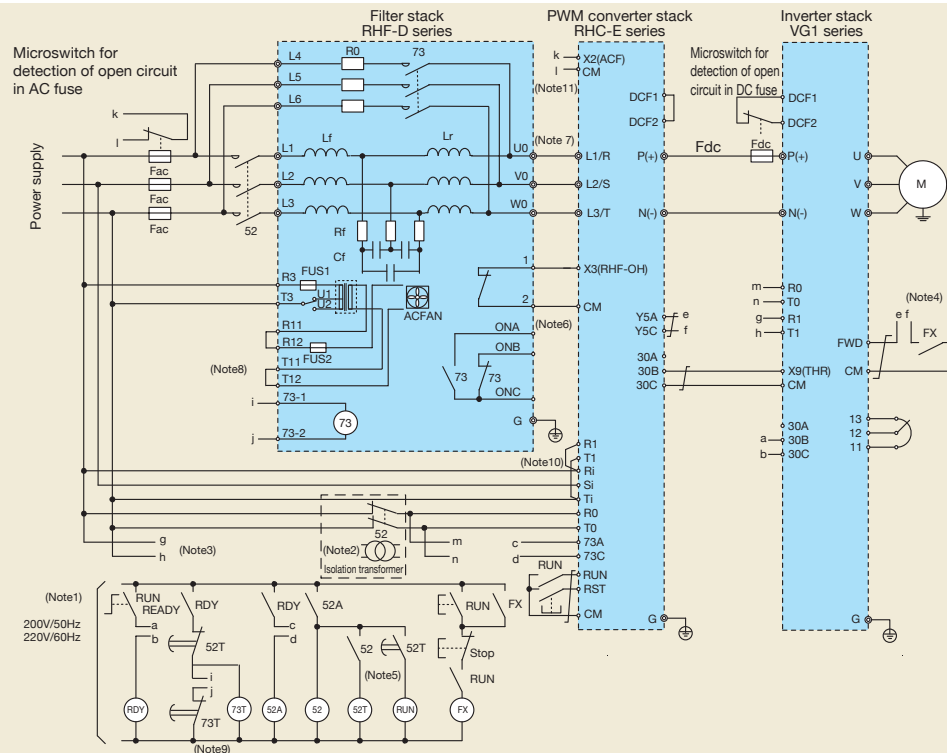 Filter stack
RHF-D series
PWM converter stack
RHC-E series
Inverter stack
VG1 series
Microswitch for
detection of open circuit
in AC fuse
k
l
Power supply
Fac
Fac
Fac
52
L4
L5
L6
R0
73
L1
L2
L3
Lf
Lr
U0
V0
W0
Rf
Cf
R3
FUS1
T3
U1
U2
ACFAN
R11
R12
FUS2
T11
T12
(Note8)
i
73-1
73
j
73-2
1
2
(Note6)
ONA
ONB
ONC
73
73
G
k
l
X2(ACF)
CM
(Note11)
DCF1
DCF2
(Note 7)
L1/R
L2/S
L3/T
P(+)
N(-)
X3(RHF-OH)
CM
Y5A
Y5C
e
f
30A
30B
30C
R1
T1
(Note10)
Ri
Si
Ti
R0
T0
c
d
73A
73C
RUN
RUN
RST
CM
G
Microswitch for
detection of open
circuit in DC fuse
DCF1
DCF2
Fdc
Fdc
P(+)
N(-)
U
V
W
M
m
n
g
h
R0
T0
R1
T1
(Note4)
e f
FX
FWD
CM
X9(THR)
CM
30A
30B
30C
a
b
13
12
11
G
g
h
(Note3)
52
(Note2)
Isolation transformer
m
n
(Note1)
200V/50Hz
220V/60Hz
RUN
READY
a
b
RDY
RDY
52T
i
j
73T
73T
(Note9)
RDY
c
d
52A
52A
52
52
(Note5)
52T
52T
RUN
RUN
FX
Stop
RUN
FX